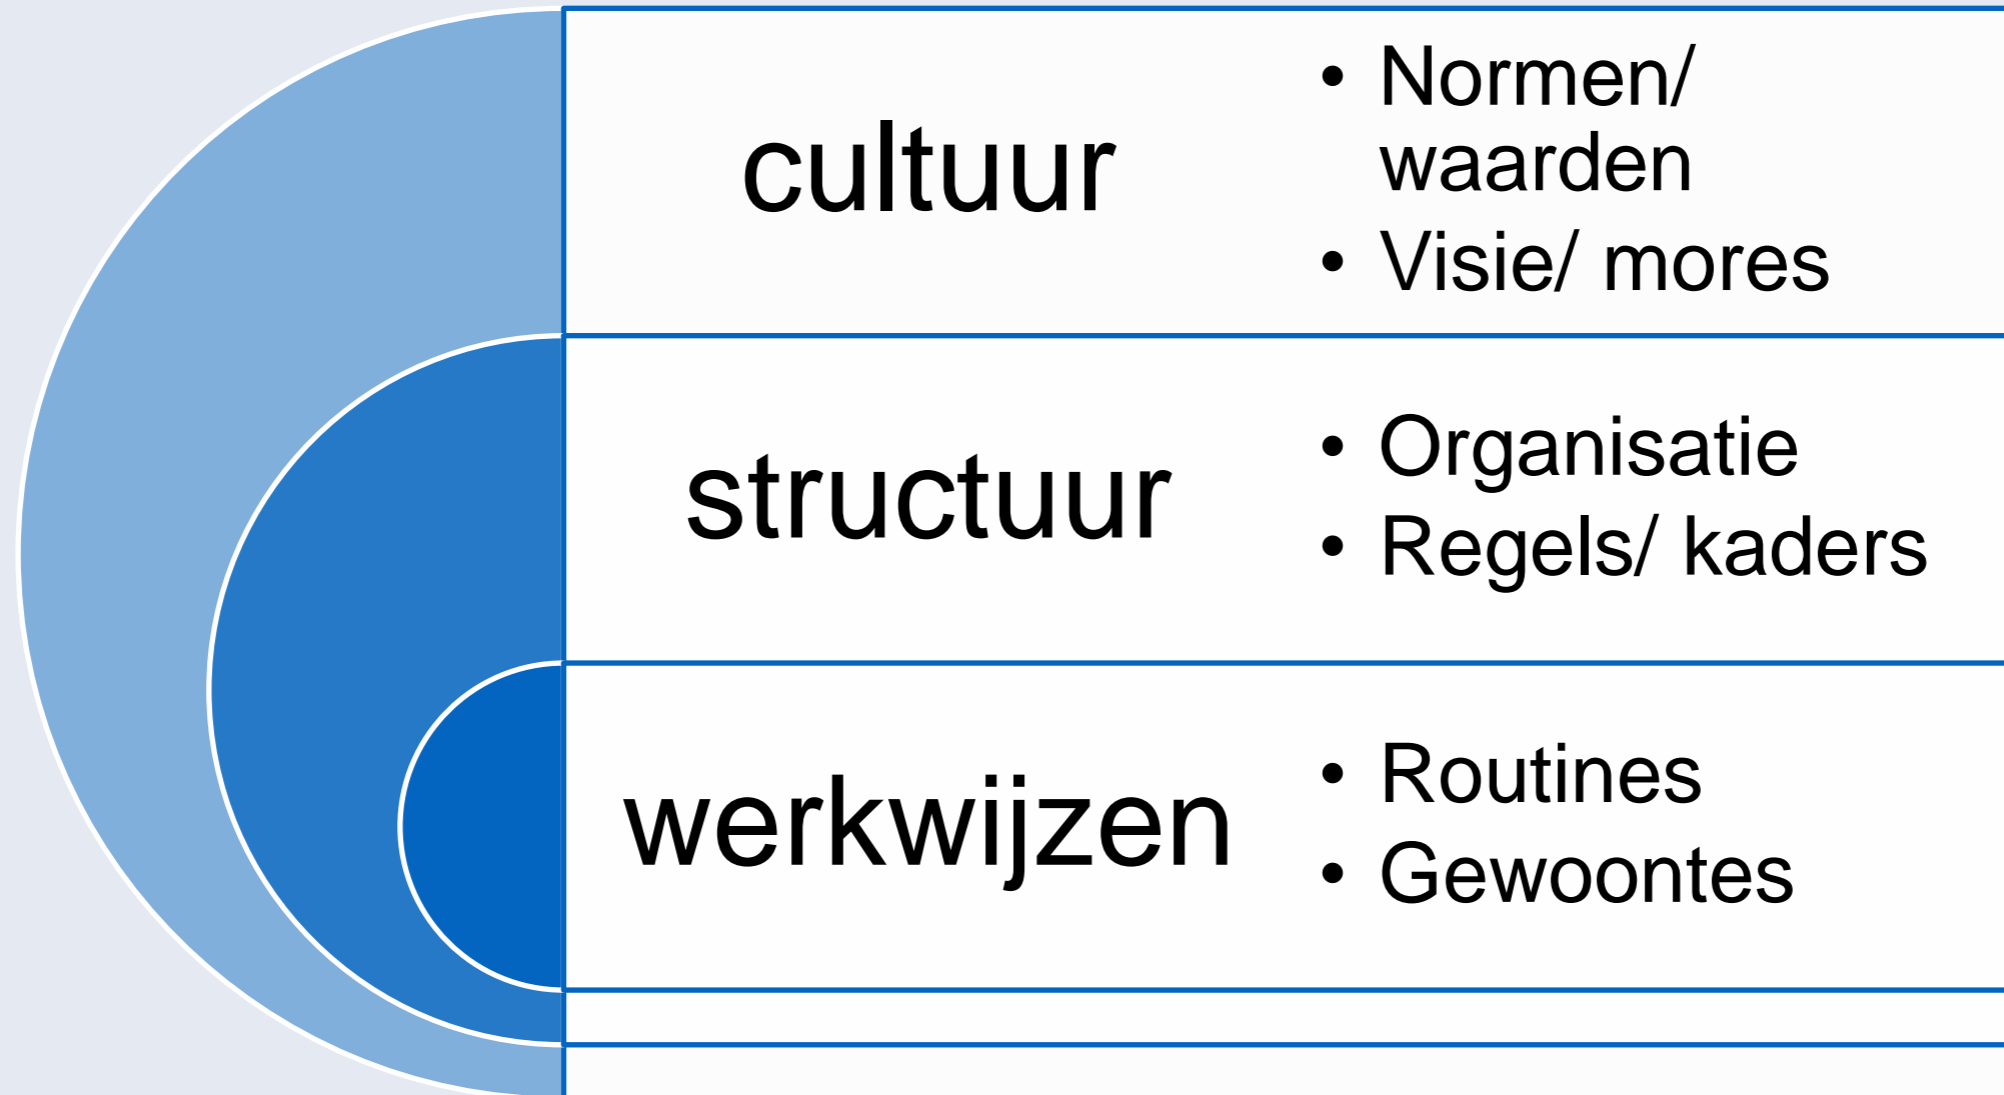 cultuur
• Normen/
waarden
• Visie/ mores
structuur
• Organisatie
• Regels/ kaders
werkwijzen
• Routines
• Gewoontes